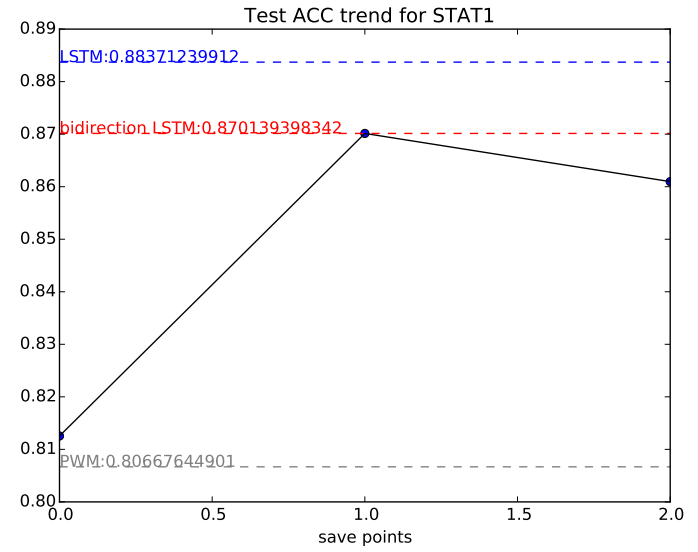 Test ACC trend for STAT1
0.89
LSTM:0.88371239912
0.88
bidirection LSTM:0.870139398342
0.87
0.86
0.85
0.84
0.83
0.82
0.81
PWM:0.80667644901
0.80
0.0 0.5 1.0 1.5 2.0
save points